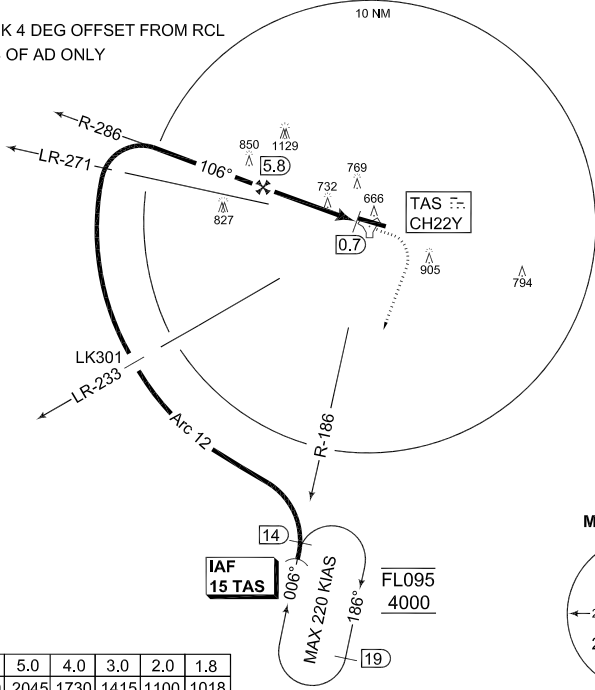 10 NM
K 4 DEG OFFSET FROM RCL
OF AD ONLY
R-286
LR-271
106°
850
1129
5.8
827
732
769
666
0.7
TAS
CH22Y
905
794
LK301
LR-233
Arc 12
R-186
14
IAF
15 TAS
006°
MAX 220 KIAS
186°
19
FL095
4000
M
5.0 4.0 3.0 2.0 1.8
2045 1730 1415 1100 1018